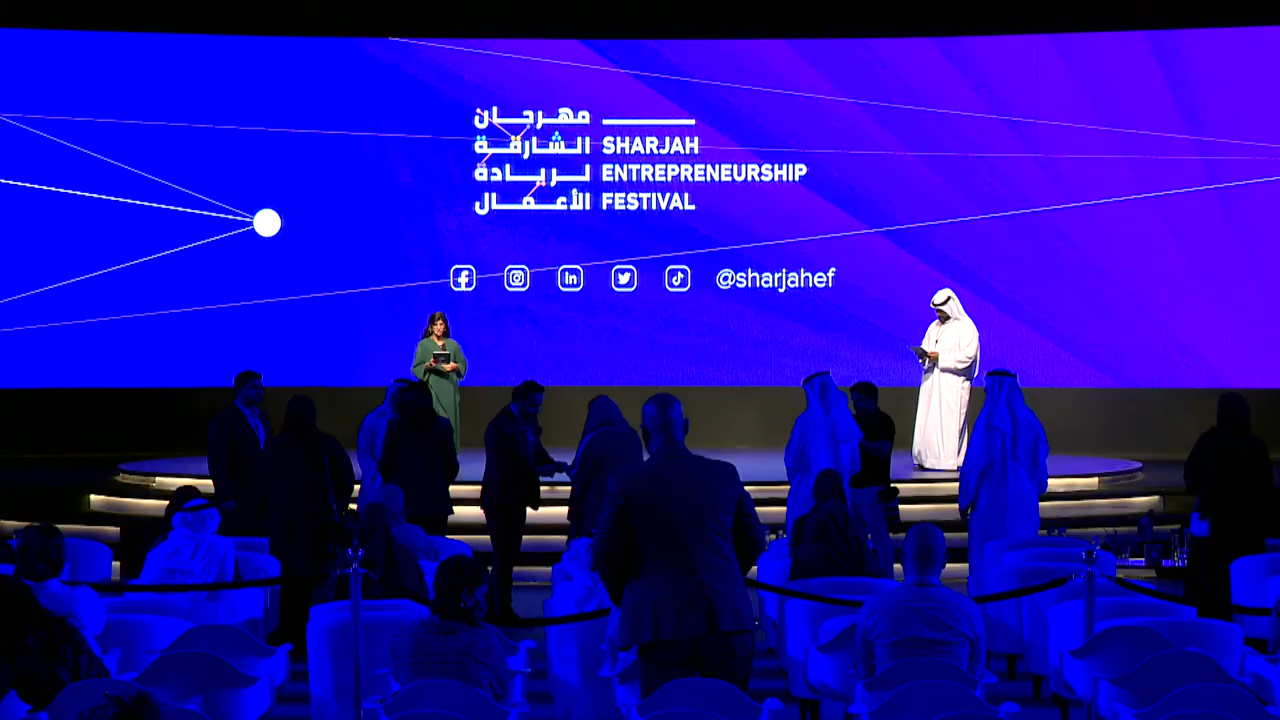 مهرجان
الشارقة
لريادة
الأعمال
SHARJAH
ENTREPRENEURSHIP
FESTIVAL
@sharjahef